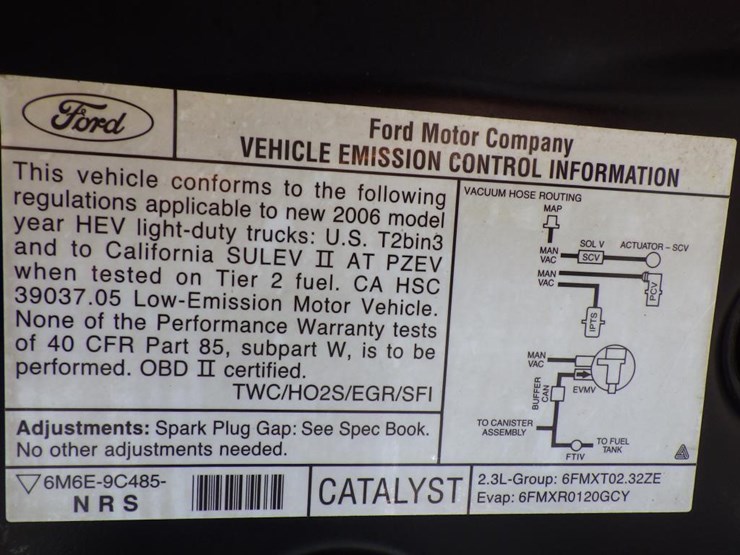 Ford
Ford Motor Company
VEHICLE EMISSION CONTROL INFORMATION
This vehicle conforms to the following
regulations applicable to new 2006 model
year HEV light-duty trucks: U.S. T2bin3
and to California SULEV II AT PZEV
when tested on Tier 2 fuel. CA HSC
39037.05 Low-Emission Motor Vehicle.
None of the Performance Warranty tests
of 40 CFR Part 85, subpart W, is to be
performed. OBD II certified.
TWC/HO2S/EGR/SFI
VACUUM HOSE ROUTING
MAP
MAN
VAC
SOL V
SCV
ACTUATOR-SCV
MAN
VAC
PCV
IPTS
MAN
VAC
BUFFER
CAN
EVMV
TO CANISTER
ASSEMBLY
FTIV
TO FUEL
TANK
Adjustments: Spark Plug Gap: See Spec Book.
No other adjustments needed.
6M6E-9C485-
NRS
CATALYST
2.3L-Group: 6FMXT02.32ZE
Evap: 6FMXR0120GCY